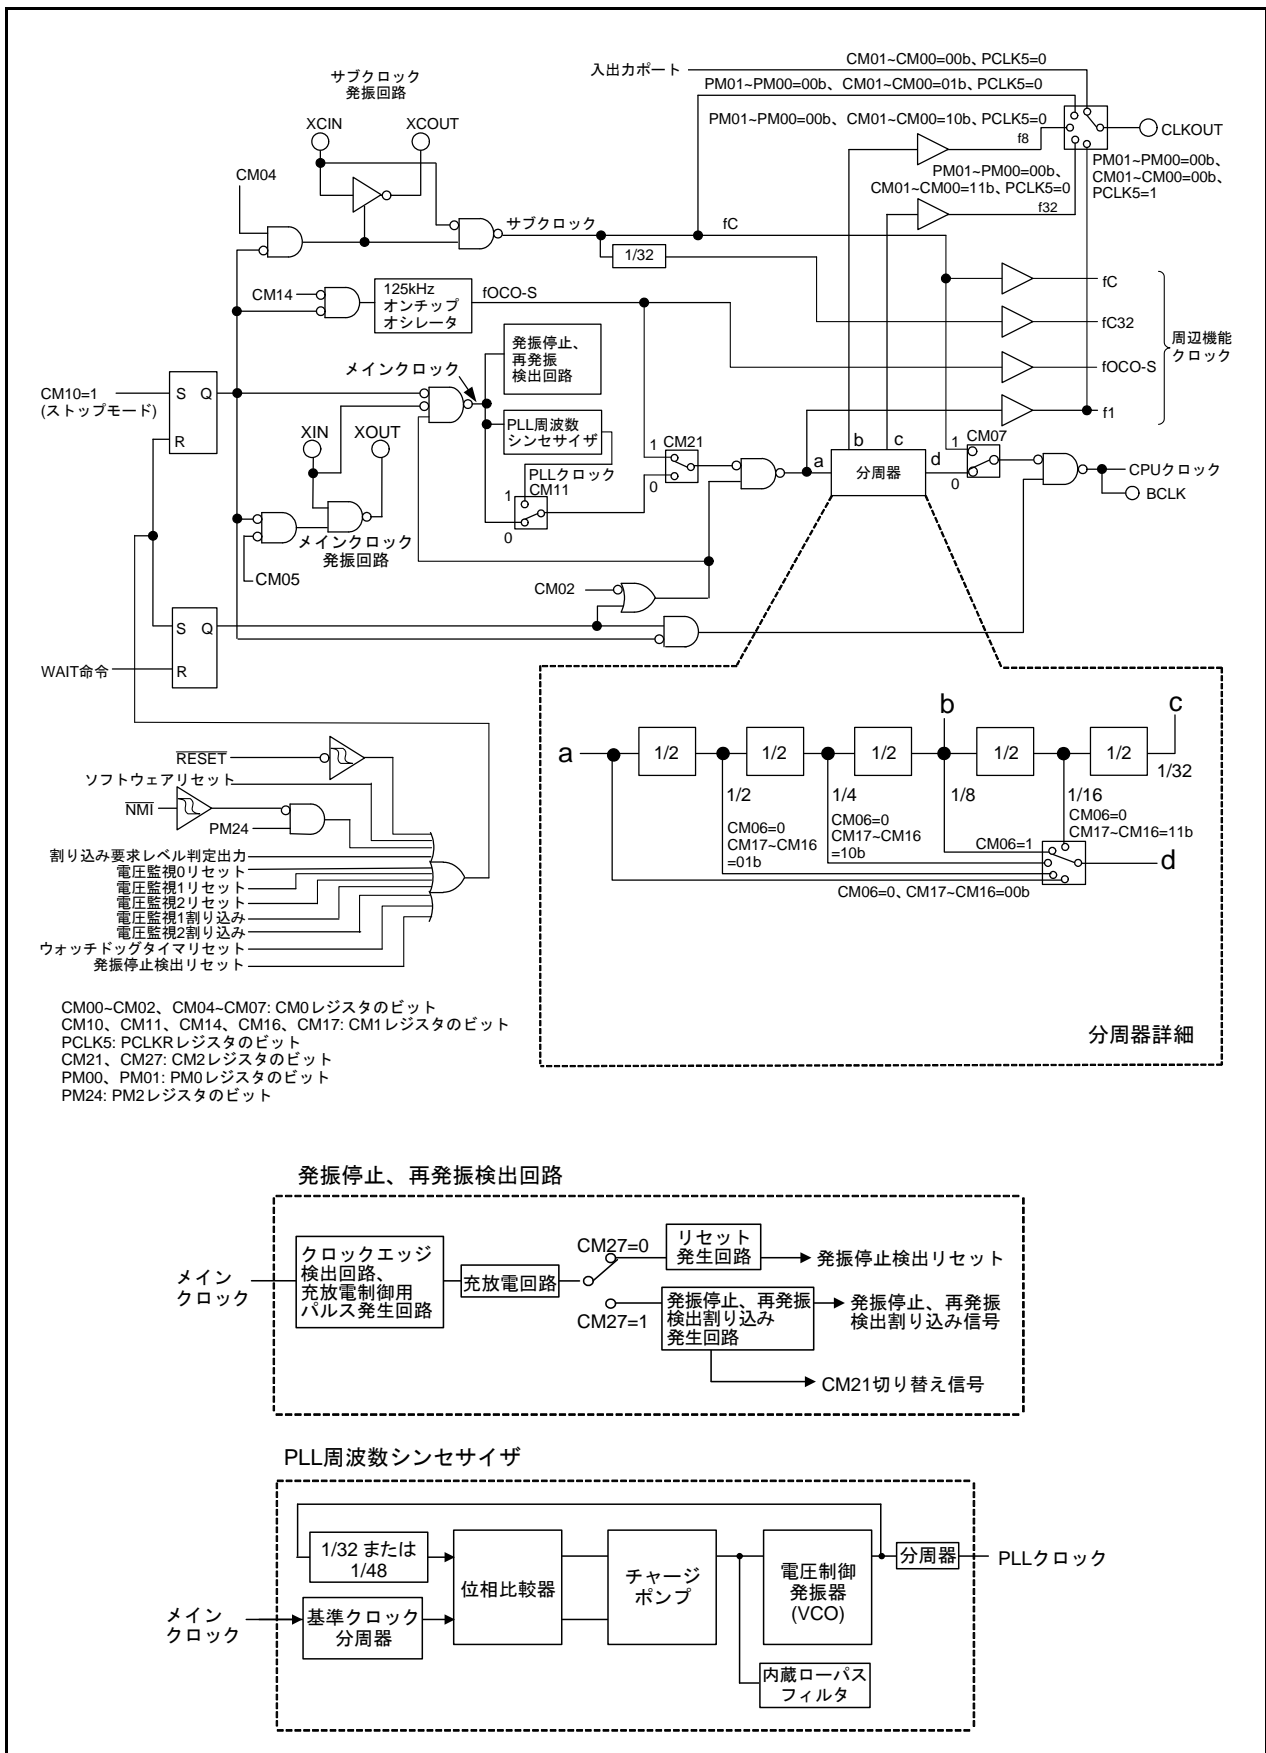 CM01~CM00=00b、PCLK5=0
入出力ポート
サブクロック
発振回路
PM01~PM00=00b、CM01~CM00=01b、PCLK5=0
XCIN
XCOUT
PM01~PM00=00b、CM01~CM00=10b、PCLK5=0
CLKOUT
f8
PM01~PM00=00b、
CM01~CM00=11b、PCLK5=0
PM01~PM00=00b、
CM01~CM00=00b、
PCLK5=1
CM04
f32
サブクロック
fC
1/32
fC
CM14
125kHz
オンチップ
オシレータ
fOCO-S
fC32
周辺機能
クロック
発振停止、
再発振
検出回路
メインクロック
fOCO-S
CM10=1
(ストップモード)
S Q
R
f1
XIN
XOUT
PLL周波数
シンセサイザ
1
CM21
0
b
c
1
CM07
0
a
分周器
d
CPUクロック
BCLK
PLLクロック
1
CM11
0
メインクロック
発振回路
CM05
CM02
S Q
R
WAIT命令
b
c
a
1/2
1/2
1/2
1/2
1/2
1/32
1/2
1/4
1/8
1/16
CM06=0
CM17~CM16
=01b
CM06=0
CM17~CM16
=10b
CM06=1
CM06=0
CM17~CM16=11b
d
CM06=0、CM17~CM16=00b
分周器詳細
RESET
ソフトウェアリセット
NMI
PM24
割り込み要求レベル判定出力
電圧監視0リセット
電圧監視1リセット
電圧監視2リセット
電圧監視1割り込み
電圧監視2割り込み
ウォッチドッグタイマリセット
発振停止検出リセット
CM00~CM02、CM04~CM07: CM0レジスタのビット
CM10、CM11、CM14、CM16、CM17: CM1レジスタのビット
PCLK5: PCLKRレジスタのビット
CM21、CM27: CM2レジスタのビット
PM00、PM01: PM0レジスタのビット
PM24: PM2レジスタのビット
発振停止、再発振検出回路
メイン
クロック
クロックエッジ
検出回路、
充放電制御用
パルス発生回路
充放電回路
CM27=0
リセット
発生回路
発振停止検出リセット
CM27=1
発振停止、再発振
検出割り込み
発生回路
発振停止、再発振
検出割り込み信号
CM21切り替え信号
PLL周波数シンセサイザ
1/32 または
1/48
位相比較器
チャージ
ポンプ
電圧制御
発振器
(VCO)
分周器
PLLクロック
メイン
クロック
基準クロック
分周器
内蔵ローパス
フィルタ